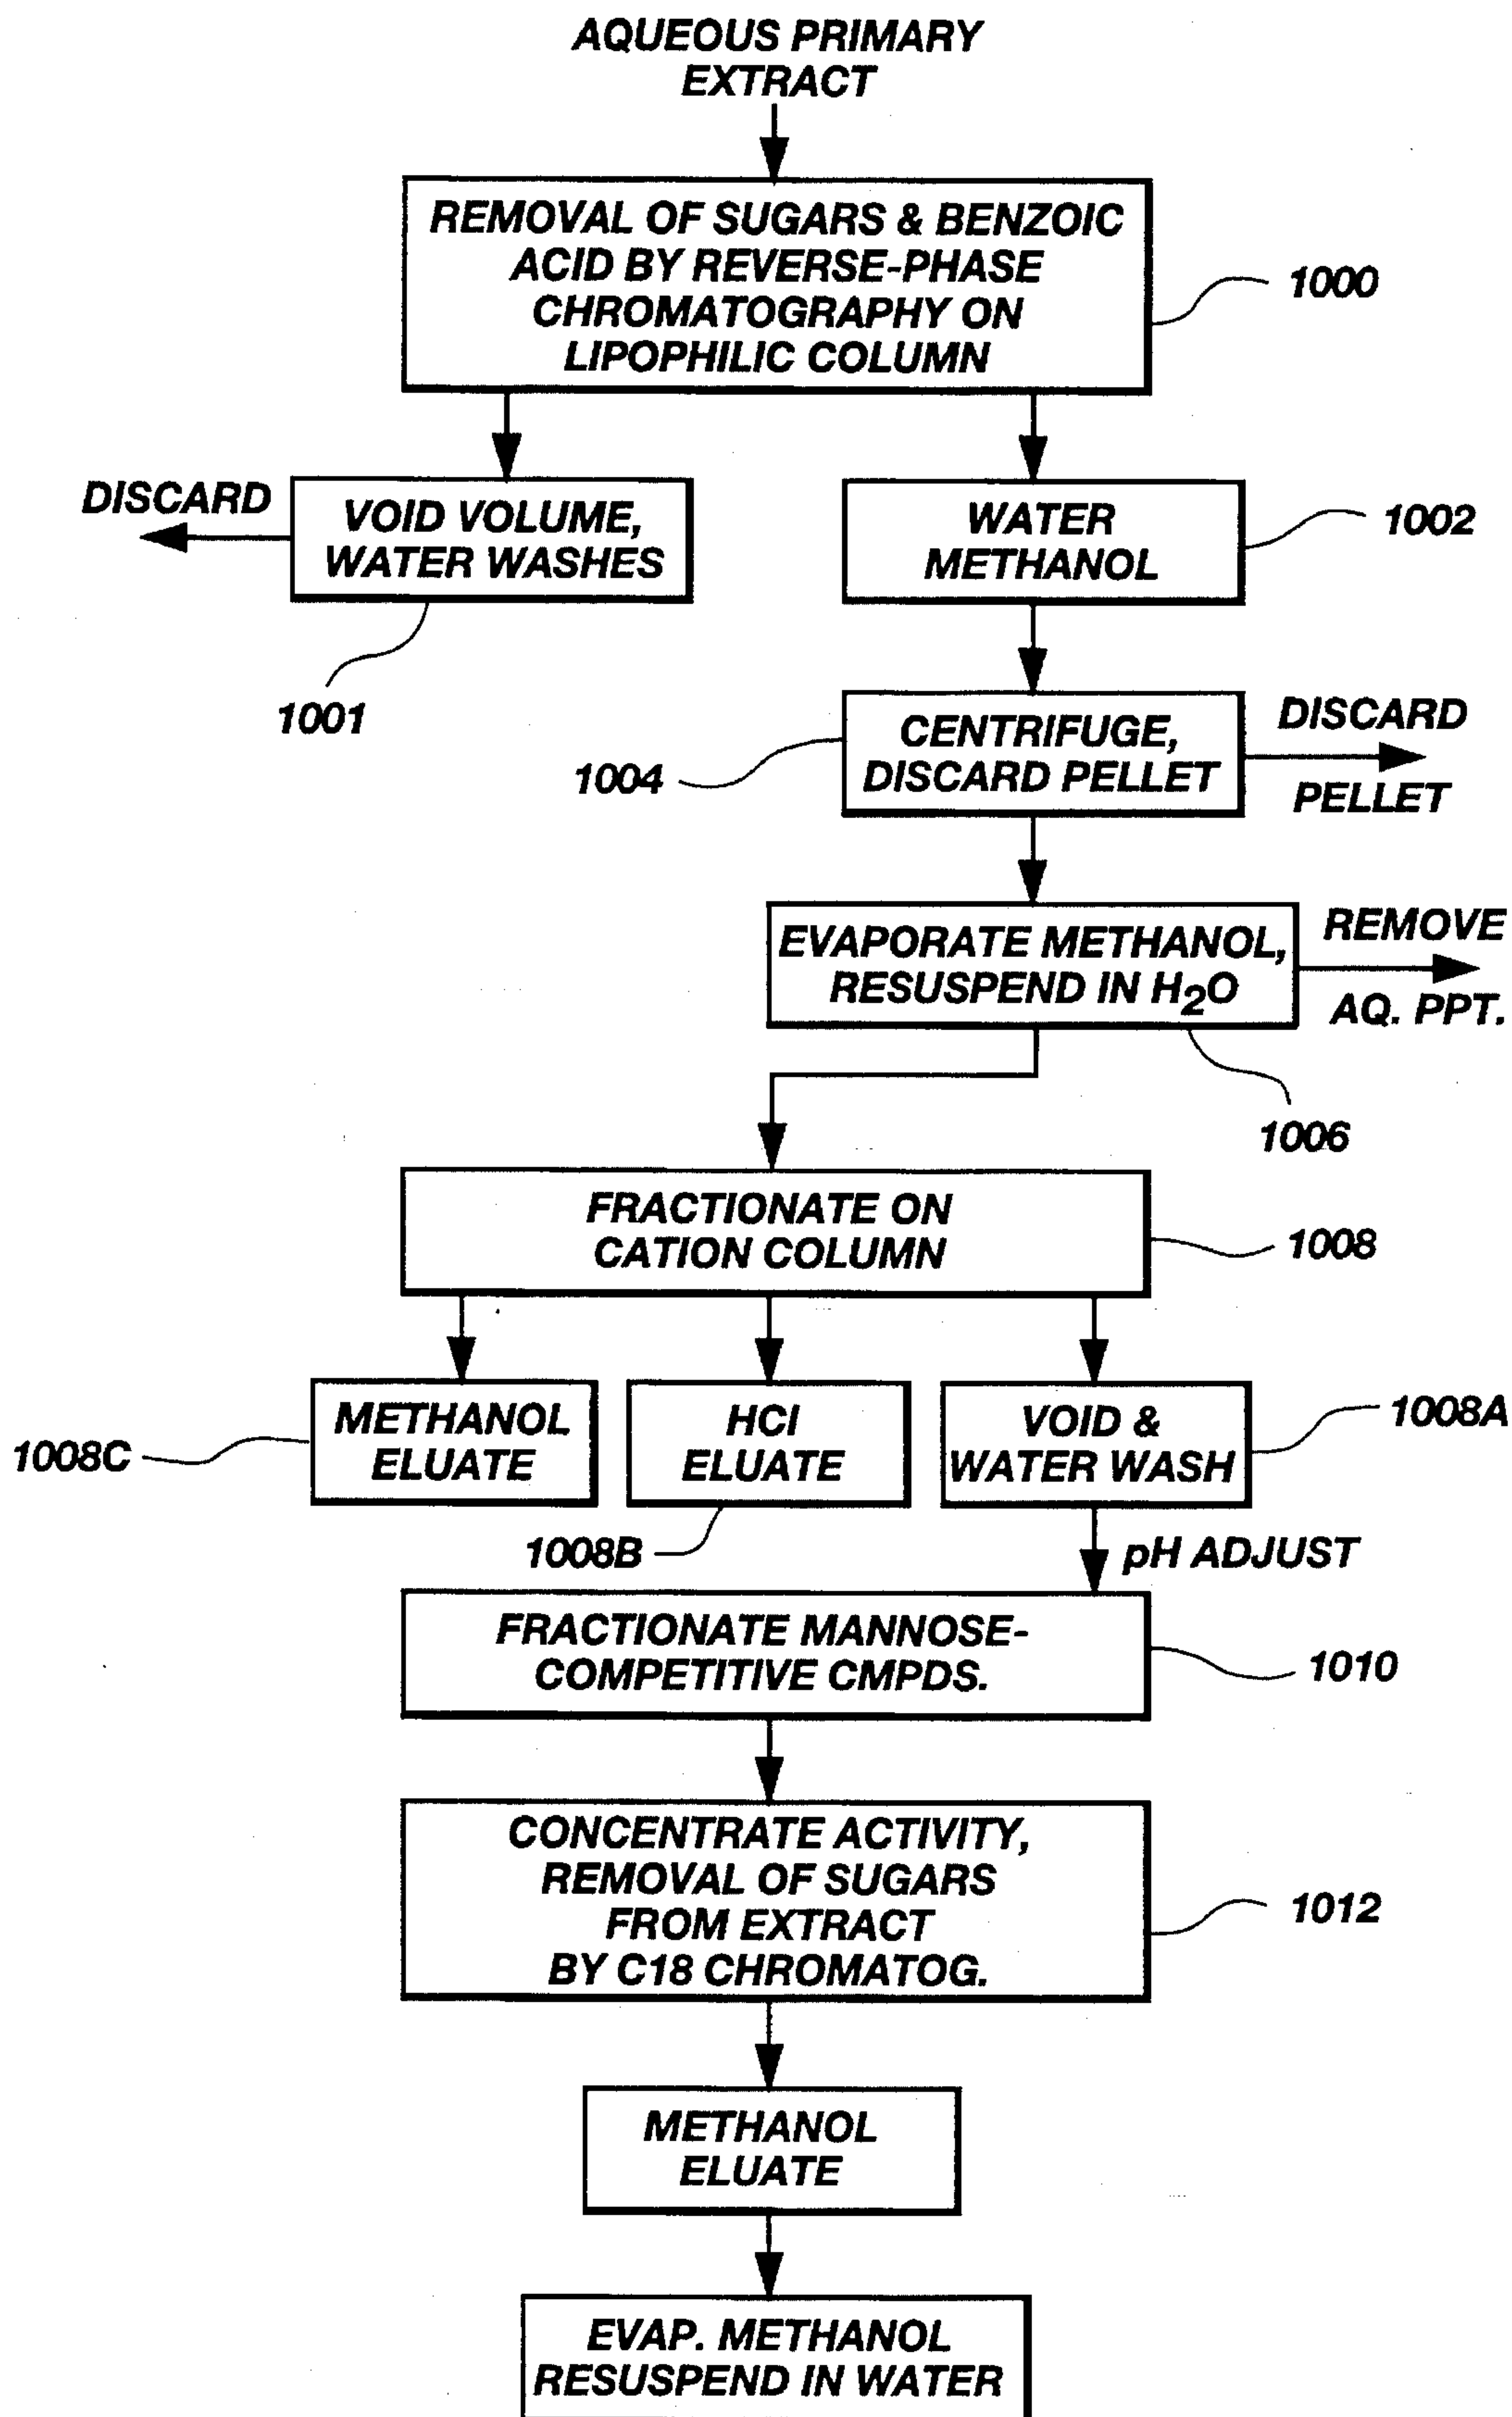 AQUEOUS PRIMARY
EXTRACT
REMOVAL OF SUGARS & BENZOIC
ACID BY REVERSE-PHASE
CHROMATOGRAPHY ON
LIPOPHILIC COLUMN
1000
DISCARD
VOID VOLUME,
WATER WASHES
1001
WATER
METHANOL
1002
CENTRIFUGE,
DISCARD PELLET
1004
DISCARD
PELLET
EVAPORATE METHANOL,
RESUSPEND IN H2O
REMOVE
AQ. PPT.
1006
FRACTIONATE ON
CATION COLUMN
1008
METHANOL
ELUATE
1008C
HCl
ELUATE
1008B
VOID &
WATER WASH
1008A
pH ADJUST
FRACTIONATE MANNOSE-
COMPETITIVE CMPDS.
1010
CONCENTRATE ACTIVITY,
REMOVAL OF SUGARS
FROM EXTRACT
BY C18 CHROMATOG.
1012
METHANOL
ELUATE
EVAP. METHANOL
RESUSPEND IN WATER